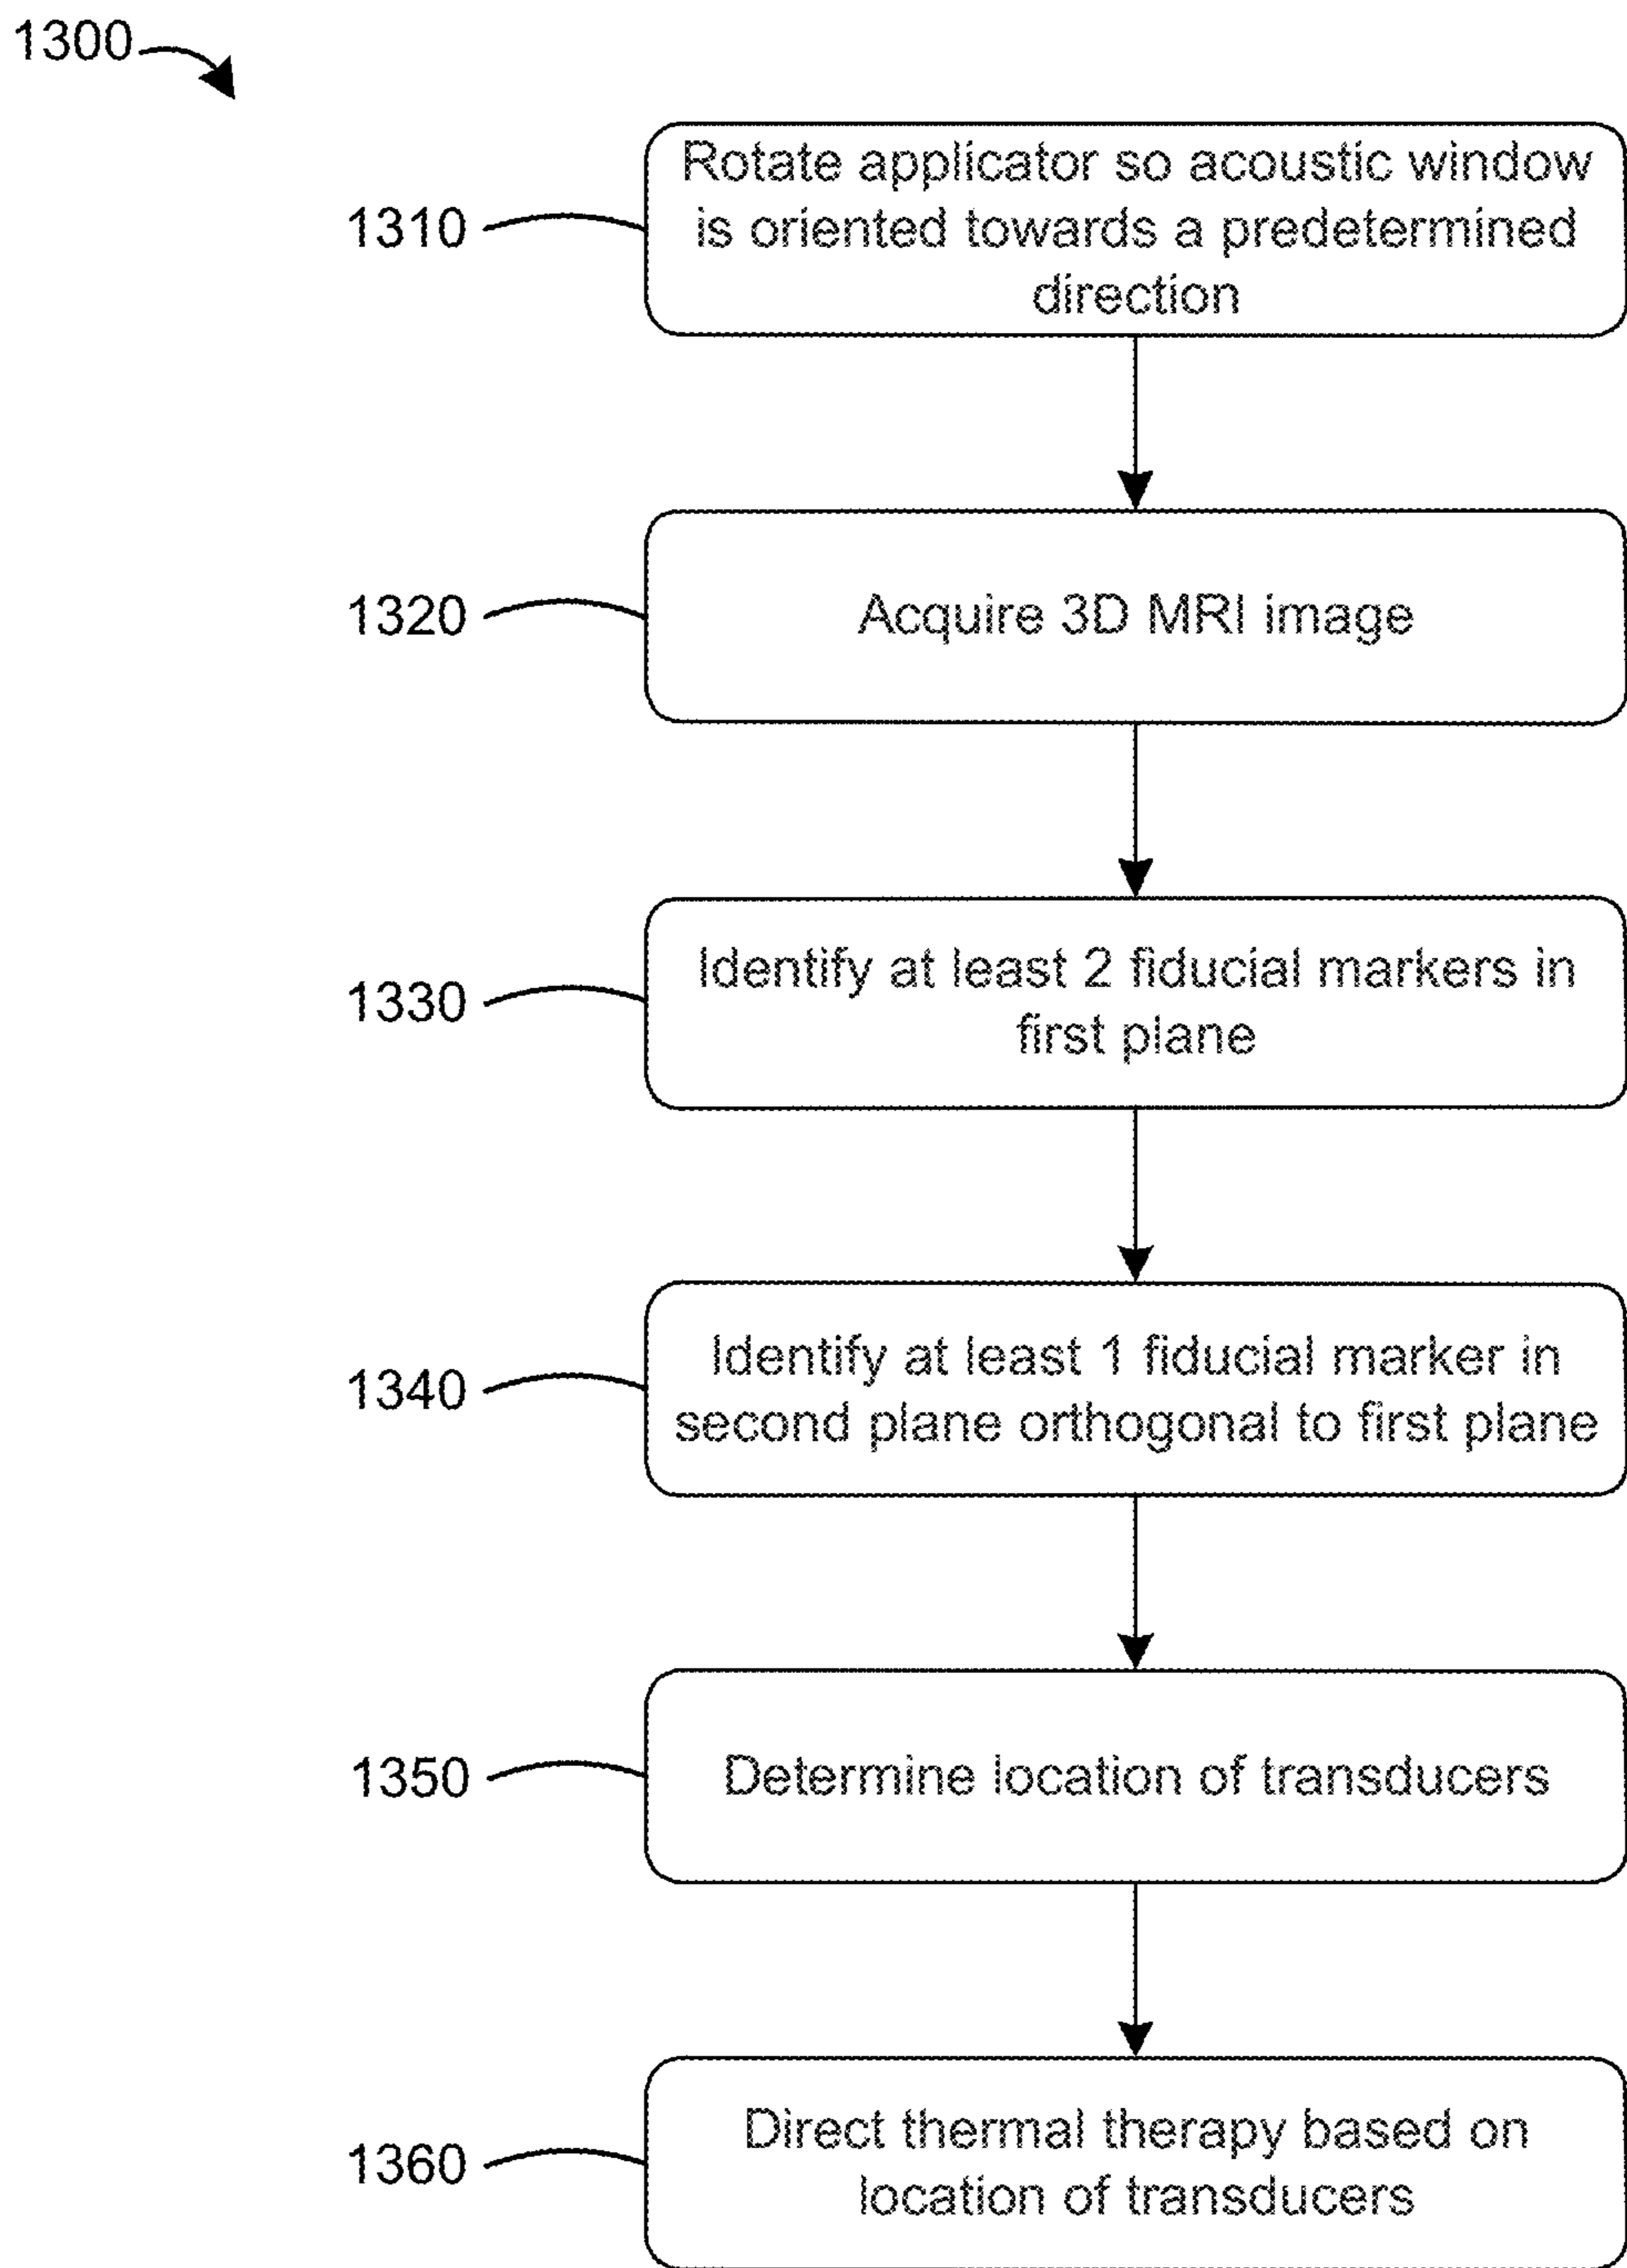 1300
1310
Rotate applicator so acoustic window
is oriented towards a predetermined
direction
1320
Acquire 3D MRI image
1330
Identify at least 2 fiducial markers in
first plane
1340
Identify at least 1 fiducial marker in
second plane orthogonal to first plane
1350
Determine location of transducers
1360
Direct thermal therapy based on
location of transducers